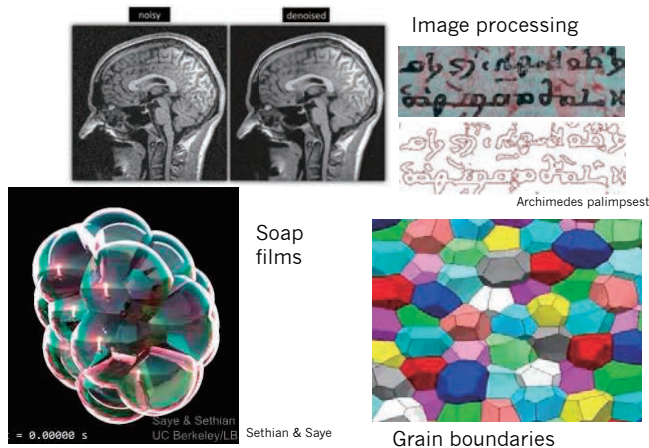 noisy
denoised
Image processing
Archimedes palimpsest
Soap
films
= 0.00000 s
Saye & Sethian
UC Berkeley/LB
Sethian & Saye
Grain boundaries